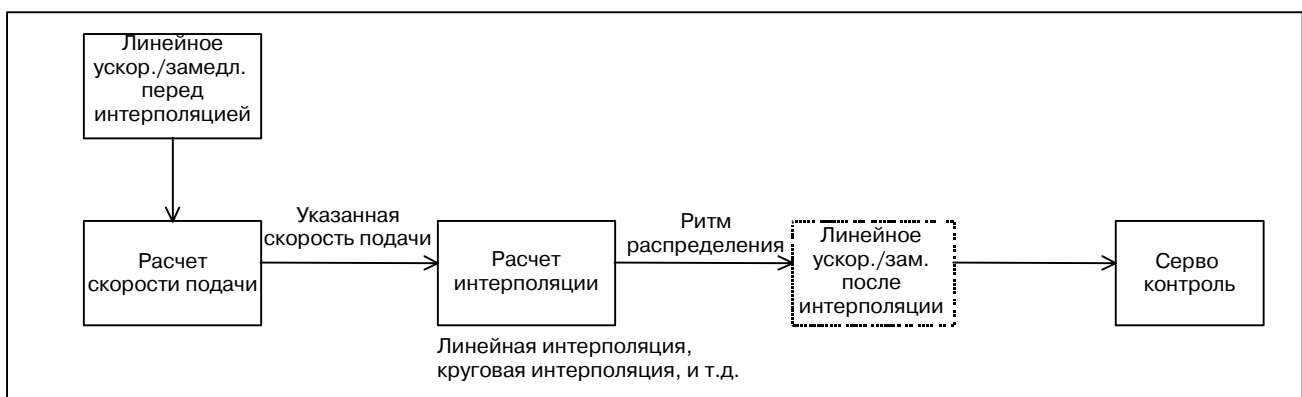 Линейное
ускор./замедл.
перед
интерполяцией
Расчет
скорости подачи
Указанная
скорость подачи
Расчет
интерполяции
Линейная интерполяция,
круговая интерполяция, и т.д.
Ритм
распределения
Линейное
ускор./зам.
после
интерполяции
Серво
контроль